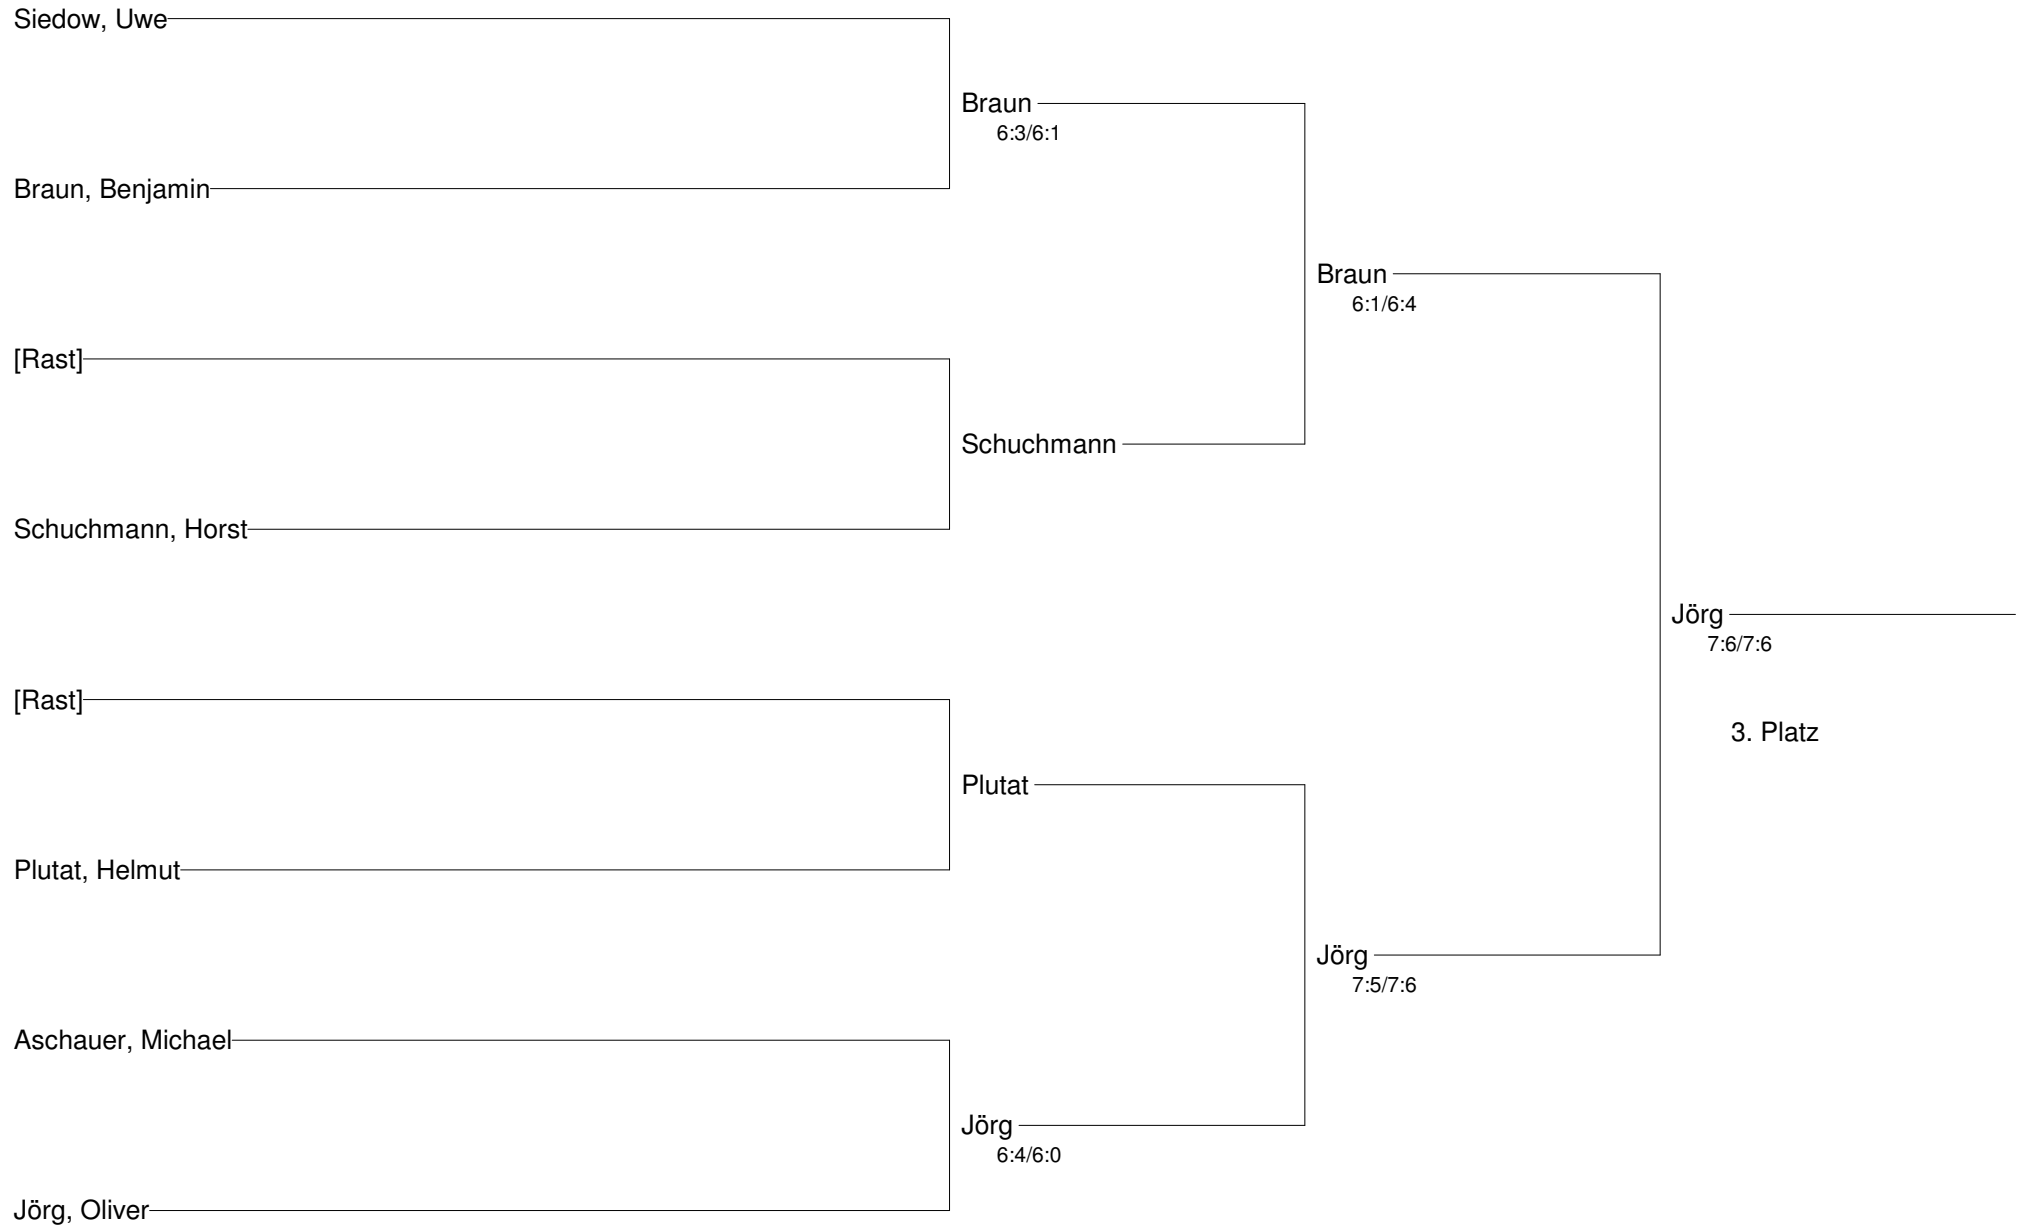 Siedow, Uwe
Braun
6:3/6:1
Braun, Benjamin
Braun
6:1/6:4
[Rast]
Schuchmann
Schuchmann, Horst
Jörg
7:6/7:6
[Rast]
3. Platz
Plutat
Plutat, Helmut
Jörg
7:5/7:6
Aschauer, Michael
Jörg
6:4/6:0
Jörg, Oliver